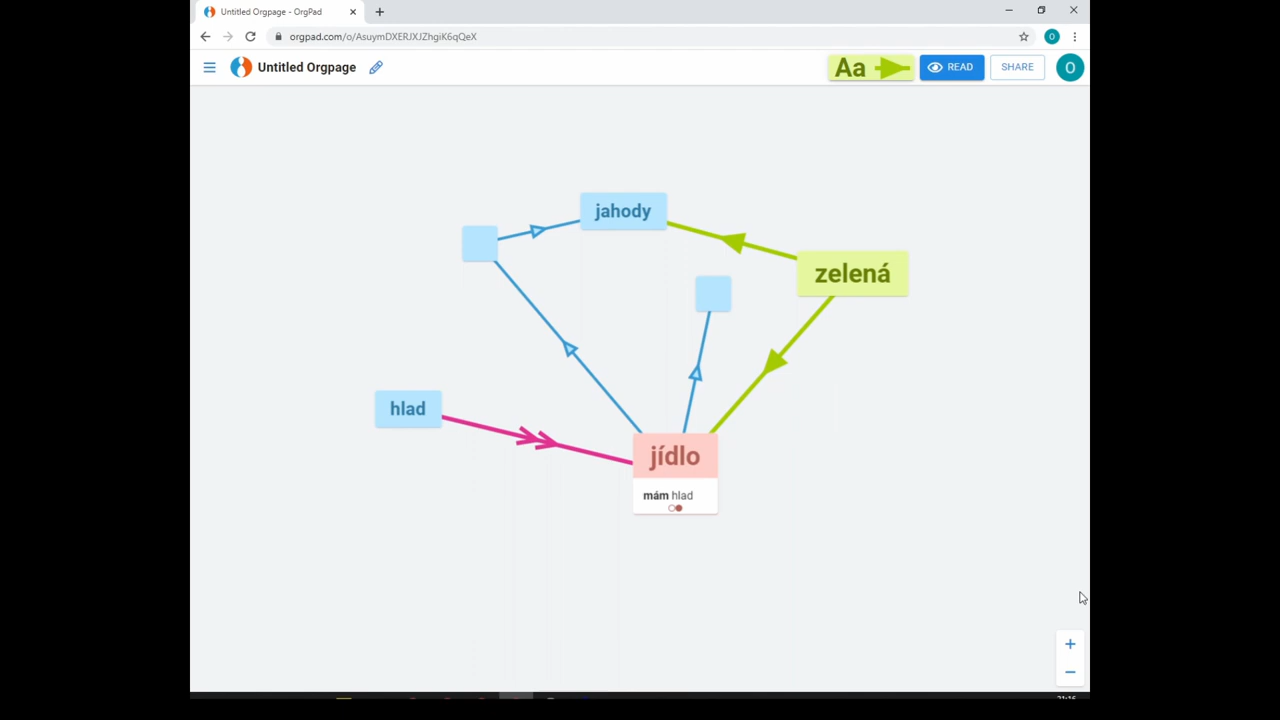 Untitled Orgpage - OrgPad
orgpad.com/o/AsuymDXERJXJZhgiK6qQeX
O
Untitled Orgpage
Aa
READ
SHARE
O
jahody
zelená
hlad
jídlo
mám hlad